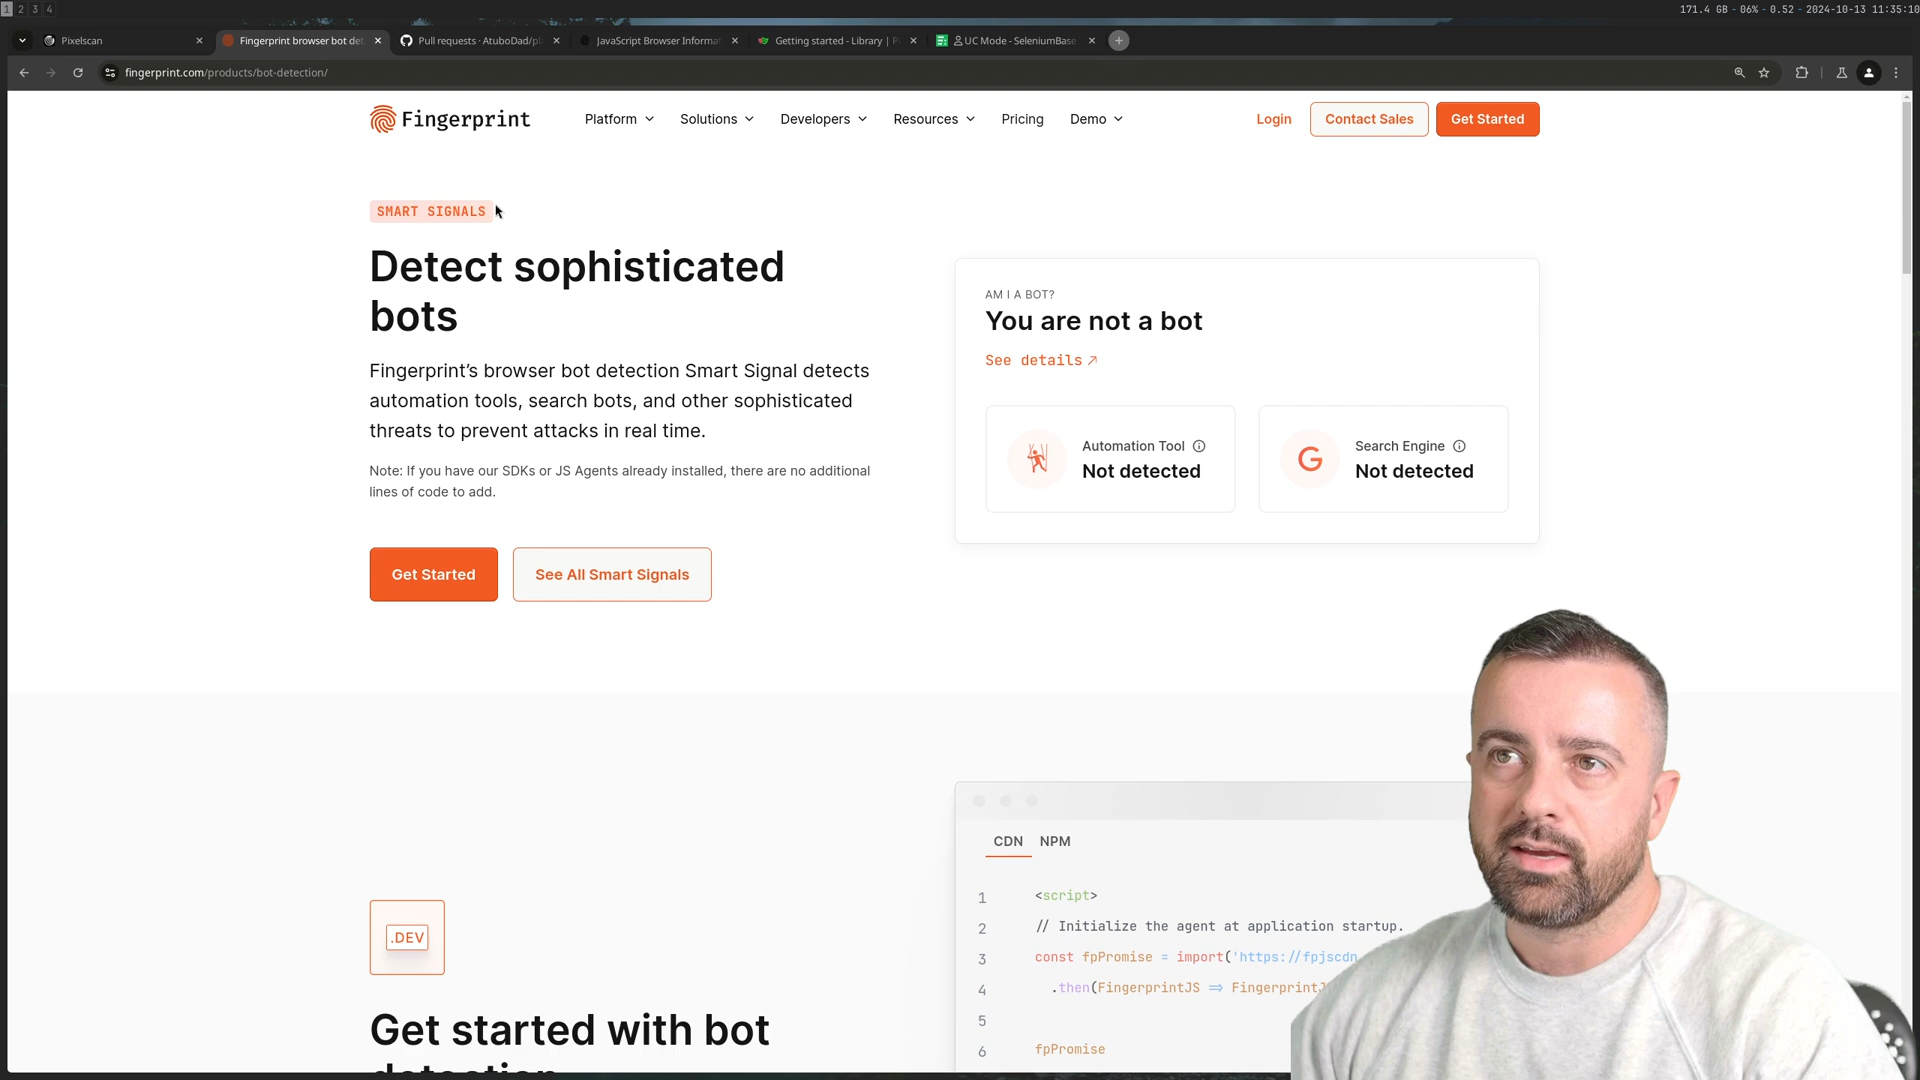 1 2 3 4
171.4 GB - 06% - 0.52 - 2024-10-13 11:35:10
Pixelscan
Fingerprint browser bot det
Pull requests · AtuboDad/pl
JavaScript Browser Informat
Getting started - Library | P
UC Mode - SeleniumBase
fingerprint.com/products/bot-detection/
Fingerprint
Platform
Solutions
Developers
Resources
Pricing
Demo
Login
Contact Sales
Get Started
SMART SIGNALS
Detect sophisticated
bots
Fingerprint’s browser bot detection Smart Signal detects
automation tools, search bots, and other sophisticated
threats to prevent attacks in real time.
Note: If you have our SDKs or JS Agents already installed, there are no additional
lines of code to add.
Get Started
See All Smart Signals
AM I A BOT?
You are not a bot
See details
Automation Tool
Not detected
G
Search Engine
Not detected
CDN NPM
1 <script>
2 // Initialize the agent at application startup.
3 const fpPromise = import('https://fpjscdn
4 .then(FingerprintJS => FingerprintJ
5
6 fpPromise
.DEV
Get started with bot
detection